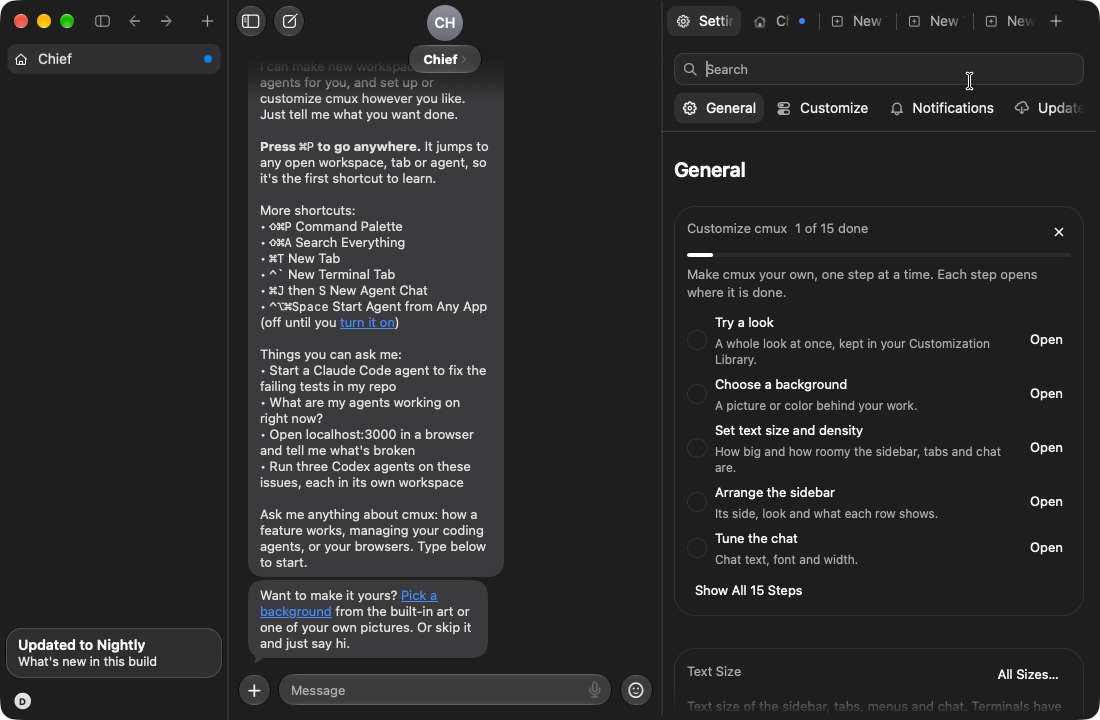 Chief
Updated to Nightly
What's new in this build
D
CH
Chief
agents for you, and set up or
customize cmux however you like.
Just tell me what you want done.
Press ⌘P to go anywhere. It jumps to
any open workspace, tab or agent, so
it's the first shortcut to learn.
More shortcuts:
• ⇧⌘P Command Palette
• ⇧⌘A Search Everything
• ⌘T New Tab
• ^` New Terminal Tab
• ⌘J then S New Agent Chat
• ^⌥⌘Space Start Agent from Any App
(off until you turn it on)
Things you can ask me:
• Start a Claude Code agent to fix the
failing tests in my repo
• What are my agents working on
right now?
• Open localhost:3000 in a browser
and tell me what's broken
• Run three Codex agents on these
issues, each in its own workspace
Ask me anything about cmux: how a
feature works, managing your coding
agents, or your browsers. Type below
to start.
Want to make it yours? Pick a
background from the built-in art or
one of your own pictures. Or skip it
and just say hi.
Message
New New New
Search
General Customize Notifications
General
Customize cmux 1 of 15 done
Make cmux your own, one step at a time. Each step opens
where it is done.
Try a look
A whole look at once, kept in your Customization
Library.
Open
Choose a background
A picture or color behind your work.
Open
Set text size and density
How big and how roomy the sidebar, tabs and chat
are.
Open
Arrange the sidebar
Its side, look and what each row shows.
Open
Tune the chat
Chat text, font and width.
Open
Show All 15 Steps
Text Size
All Sizes...
Text size of the sidebar, tabs, menus and chat. Terminals have